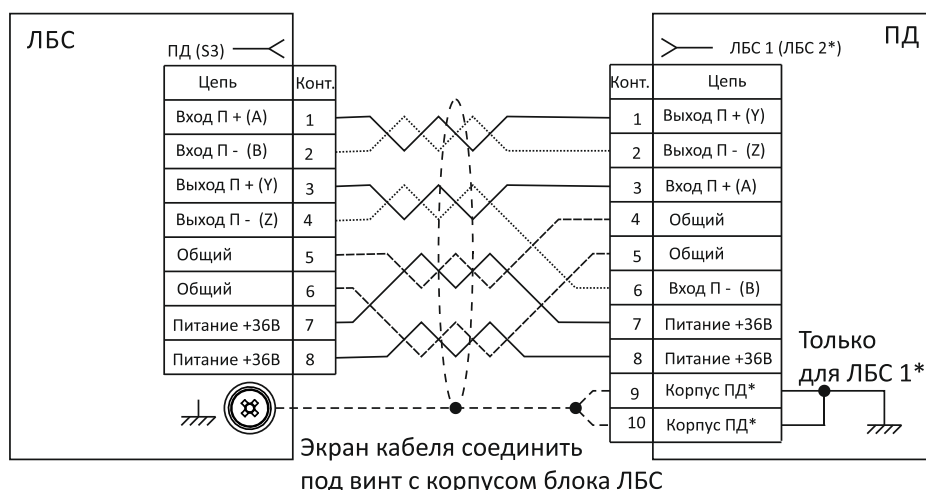 ЛБС
ПД (S3)
Цепь Конт.
Вход П + (A) 1
Вход П - (B) 2
Выход П + (Y) 3
Выход П - (Z) 4
Общий 5
Общий 6
Питание +36В 7
Питание +36В 8
ПД
ЛБС 1 (ЛБС 2*)
Конт. Цепь
1 Выход П + (Y)
2 Выход П - (Z)
3 Вход П + (A)
4 Общий
5 Общий
6 Вход П - (B)
7 Питание +36В
8 Питание +36В
9 Корпус ПД*
10 Корпус ПД*
Только
для ЛБС 1*
Экран кабеля соединить
под винт с корпусом блока ЛБС